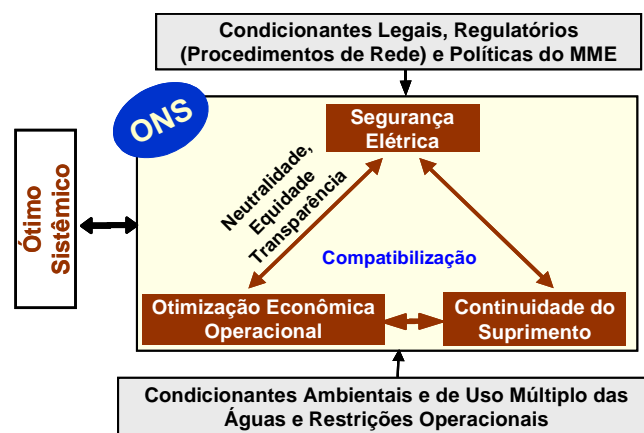 Condicionantes Legais, Regulatórios
(Procedimentos de Rede) e Políticas do MME
ONS
Segurança
Elétrica
Neutralidade,
Equidade
Transparência
Ótimo
Sistêmico
Compatibilização
Otimização Econômica
Operacional
Continuidade do
Suprimento
Condicionantes Ambientais e de Uso Múltiplo das
Águas e Restrições Operacionais